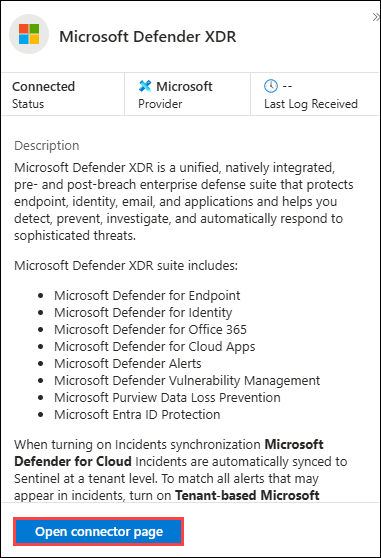 Microsoft Defender XDR
Connected
Status
Microsoft
Provider
--
Last Log Received
Description
Microsoft Defender XDR is a unified, natively integrated,
pre- and post-breach enterprise defense suite that protects
endpoint, identity, email, and applications and helps you
detect, prevent, investigate, and automatically respond to
sophisticated threats.
Microsoft Defender XDR suite includes:
• Microsoft Defender for Endpoint
• Microsoft Defender for Identity
• Microsoft Defender for Office 365
• Microsoft Defender for Cloud Apps
• Microsoft Defender Alerts
• Microsoft Defender Vulnerability Management
• Microsoft Purview Data Loss Prevention
• Microsoft Entra ID Protection
When turning on Incidents synchronization Microsoft
Defender for Cloud Incidents are automatically synced to
Sentinel at a tenant level. To match all alerts that may
appear in incidents, turn on Tenant-based Microsoft
Open connector page